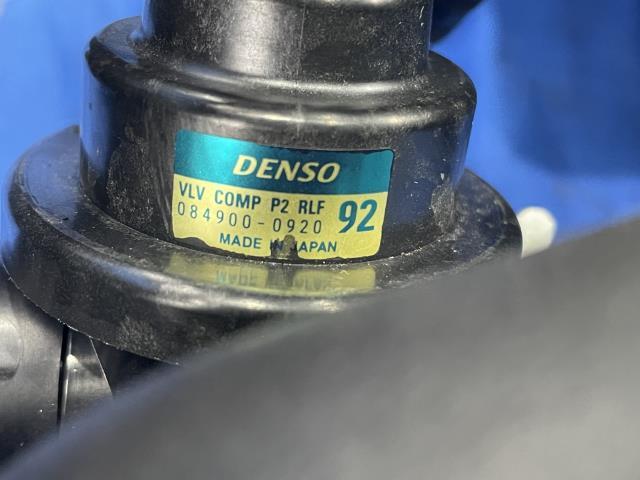 DENSO
VLV COMP P2 RLF
084900-0920 92
MADE IN JAPAN